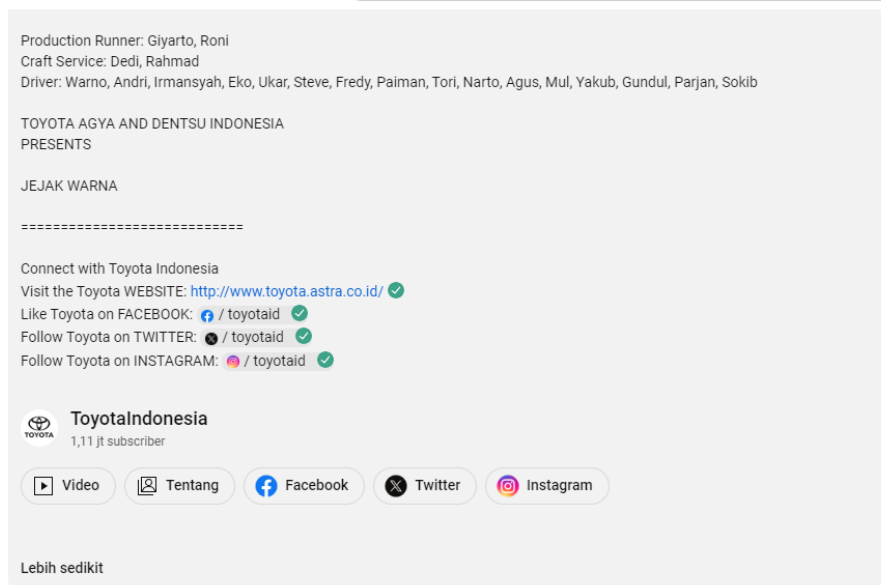 Production Runner: Giyarto, Roni
Craft Service: Dedi, Rahmad
Driver: Warno, Andri, Irmansyah, Eko, Ukar, Steve, Fredy, Paiman, Tori, Narto, Agus, Mul, Yakub, Gundul, Parjan, Sokib
TOYOTA AGYA AND DENTSU INDONESIA
PRESENTS
JEJAK WARNA
============================
Connect with Toyota Indonesia
Visit the Toyota WEBSITE: http://www.toyota.astra.co.id/
Like Toyota on FACEBOOK: / toyotaid
Follow Toyota on TWITTER: / toyotaid
Follow Toyota on INSTAGRAM: / toyotaid
TOYOTA
ToyotaIndonesia
1,11 jt subscriber
Video Tentang Facebook Twitter Instagram
Lebih sedikit